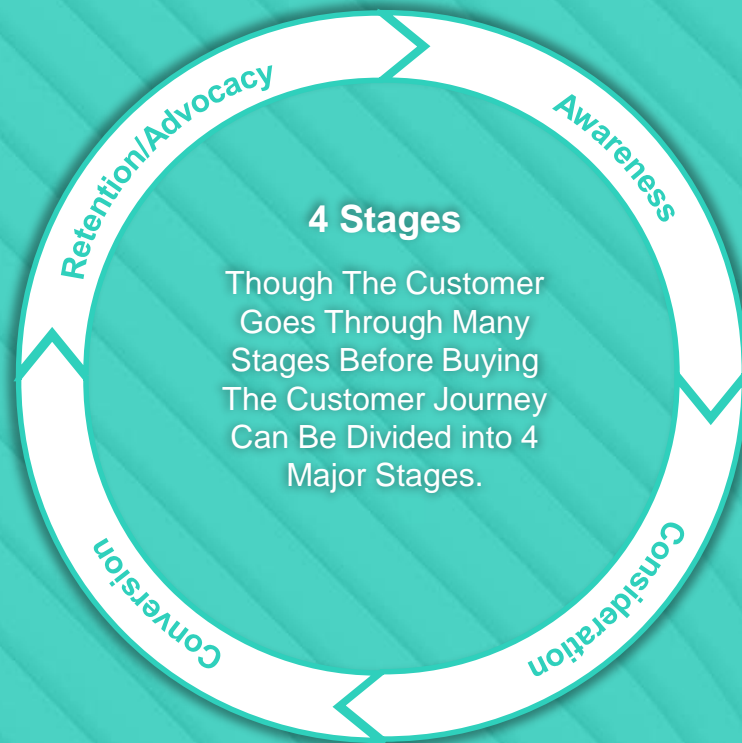 4 Stages
Though The Customer
Goes Through Many
Stages Before Buying
The Customer Journey
Can Be Divided into 4
Major Stages.
Awareness
Consideration
Conversion
Retention/Advocacy